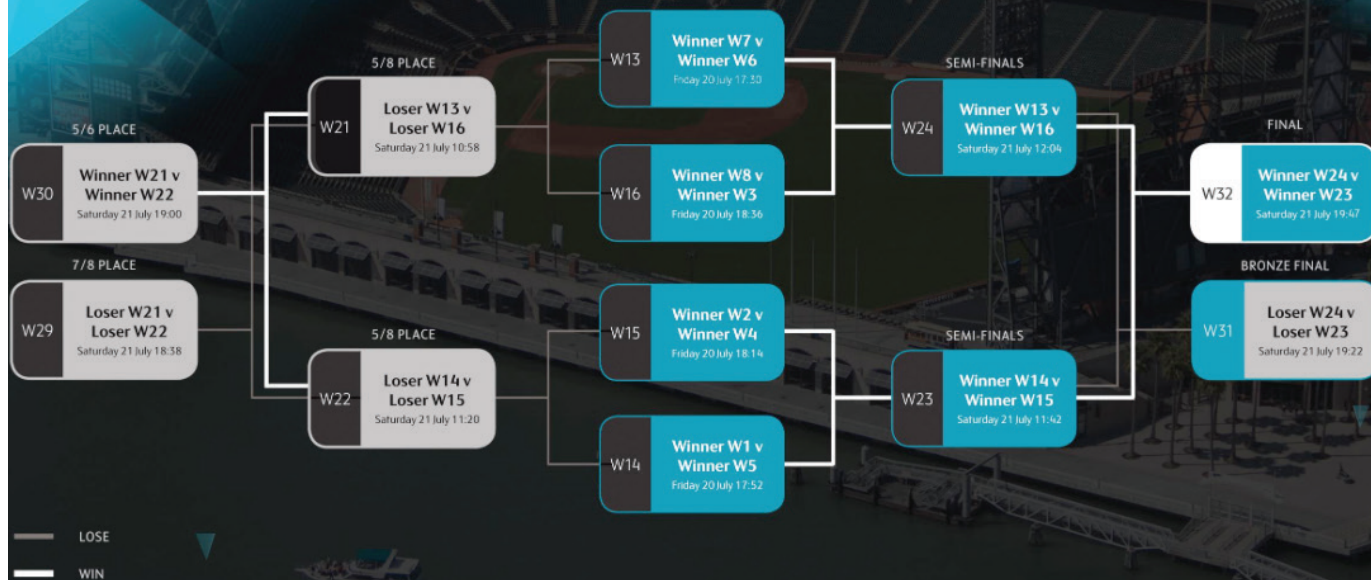 5/6 PLACE
W30
Winner W21 v
Winner W22
Saturday 21 July 19:00
7/8 PLACE
W29
Loser W21 v
Loser W22
Saturday 21 July 18:38
5/8 PLACE
W21
Loser W13 v
Loser W16
Saturday 21 July 10:58
5/8 PLACE
W22
Loser W14 v
Loser W15
Saturday 21 July 11:20
W13
Winner W7 v
Winner W6
Friday 20 July 17:30
W16
Winner W8 v
Winner W3
Friday 20 July 18:36
W15
Winner W2 v
Winner W4
Friday 20 July 18:14
W14
Winner W1 v
Winner W5
Friday 20 July 17:52
SEMI-FINALS
W24
Winner W13 v
Winner W16
Saturday 21 July 12:04
SEMI-FINALS
W23
Winner W14 v
Winner W15
Saturday 21 July 11:42
FINAL
W32
Winner W24 v
Winner W23
Saturday 21 July 19:47
BRONZE FINAL
W31
Loser W24 v
Loser W23
Saturday 21 July 19:22
LOSE
WIN